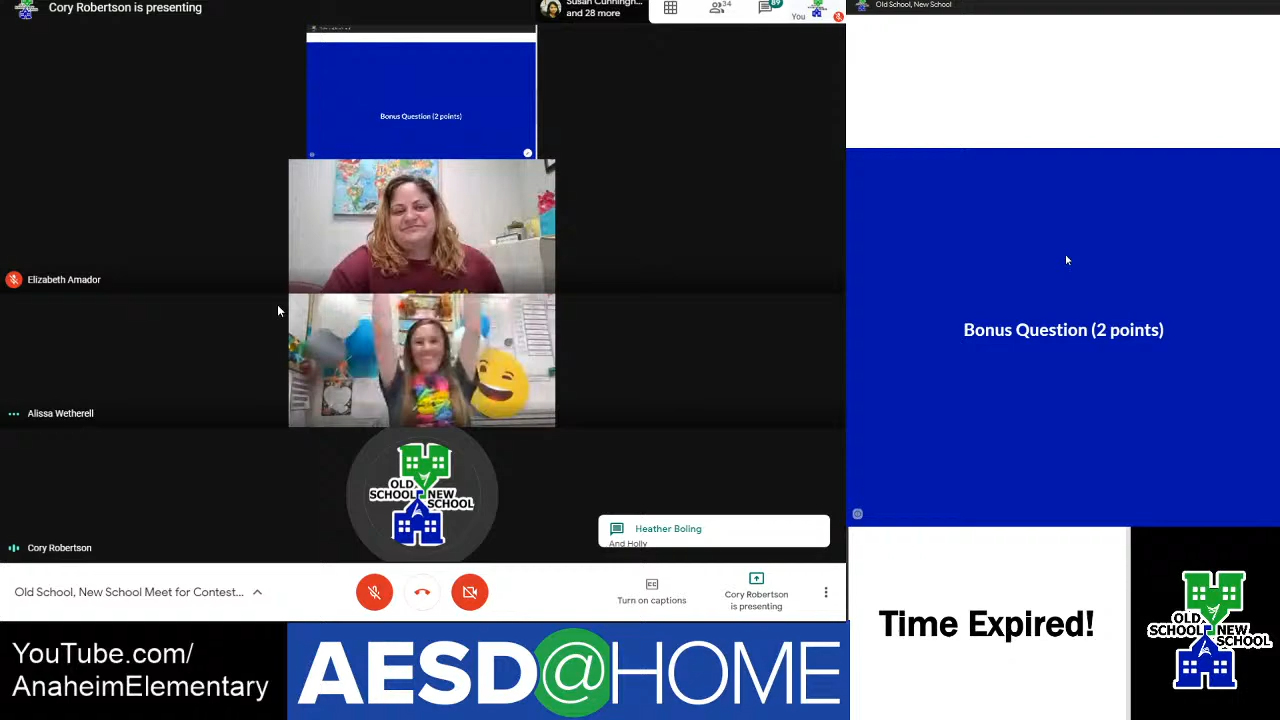 Cory Robertson is presenting
Susan Cunningh...
and 28 more
34
89
You
Old School, New School
Bonus Question (2 points)
Elizabeth Amador
Alissa Wetherell
OLD
SCHOOL
NEW
SCHOOL
Cory Robertson
Heather Boling
And Holly
Old School, New School Meet for Contest...
CC
Turn on captions
Cory Robertson
is presenting
Bonus Question (2 points)
Time Expired!
OLD
SCHOOL
NEW
SCHOOL
YouTube.com/
AnaheimElementary
AESD@HOME